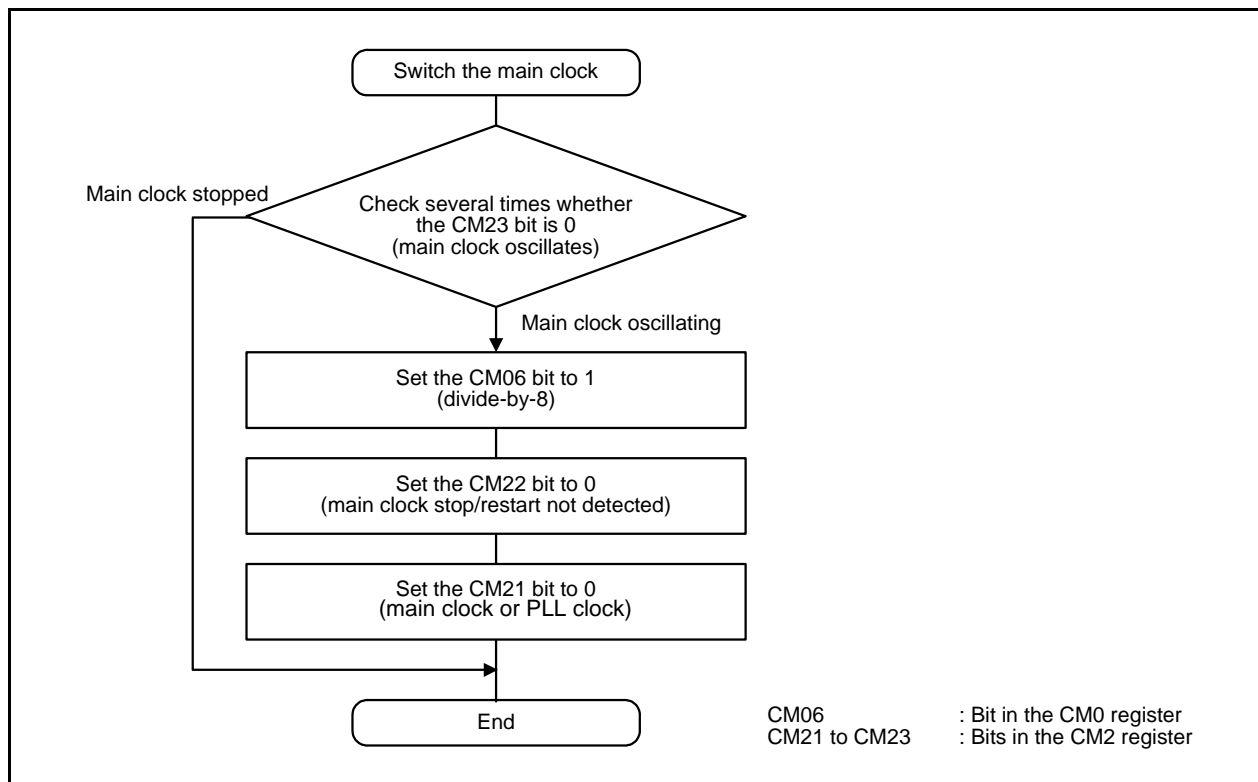 Switch the main clock
Main clock stopped
Check several times whether
the CM23 bit is 0
(main clock oscillates)
Main clock oscillating
Set the CM06 bit to 1
(divide-by-8)
Set the CM22 bit to 0
(main clock stop/restart not detected)
Set the CM21 bit to 0
(main clock or PLL clock)
End
CM06 : Bit in the CM0 register
CM21 to CM23 : Bits in the CM2 register